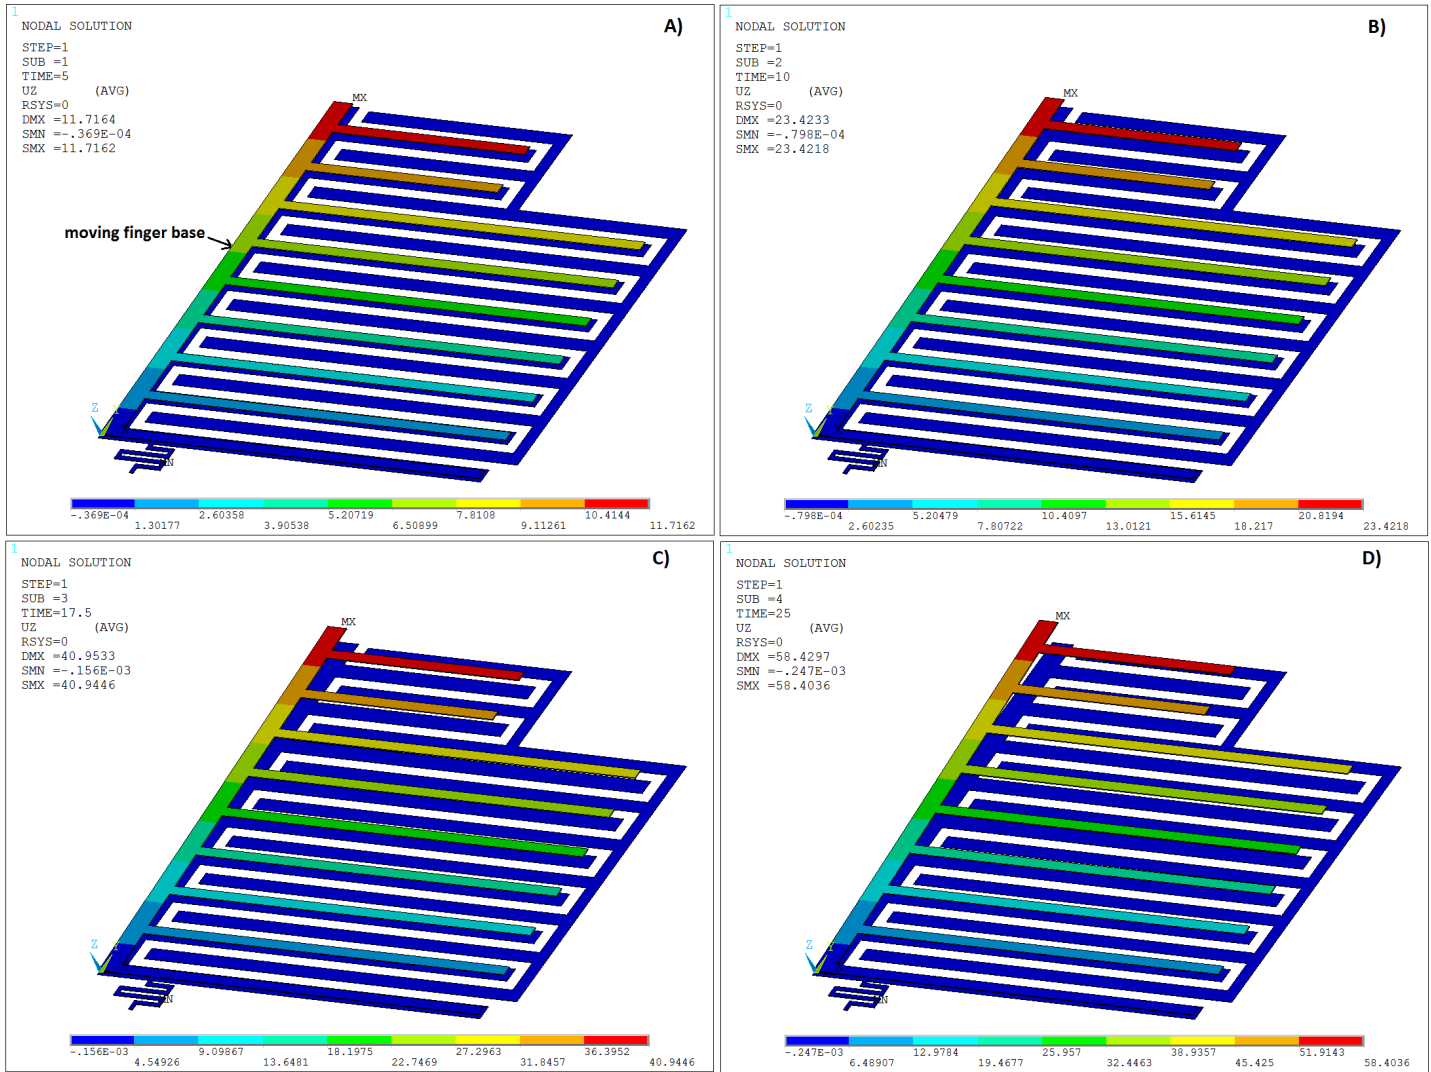 1
A)
NODAL SOLUTION
STEP=1
SUB =1
TIME=5
UZ (AVG)
RSYS=0
DMX =11.7164
SMN =-.369E-04
SMX =11.7162
MX
moving finger base
Z
Y
-.369E-04 2.60358 5.20719 7.8108 10.4144
1.30177 3.90538 6.50899 9.11261 11.7162
1
B)
NODAL SOLUTION
STEP=1
SUB =2
TIME=10
UZ (AVG)
RSYS=0
DMX =23.4233
SMN =-.798E-04
SMX =23.4218
MX
Z
Y
-.798E-04 5.20479 10.4097 15.6145 20.8194
2.60235 7.80722 13.0121 18.217 23.4218
1
C)
NODAL SOLUTION
STEP=1
SUB =3
TIME=17.5
UZ (AVG)
RSYS=0
DMX =40.9533
SMN =-.156E-03
SMX =40.9446
MX
Z
Y
-.156E-03 9.09867 18.1975 27.2963 36.3952
4.54926 13.6481 22.7469 31.8457 40.9446
1
D)
NODAL SOLUTION
STEP=1
SUB =4
TIME=25
UZ (AVG)
RSYS=0
DMX =58.4297
SMN =-.247E-03
SMX =58.4036
MX
Z
Y
-.247E-03 12.9784 25.957 38.9357 51.9143
6.48907 19.4677 32.4463 45.425 58.4036